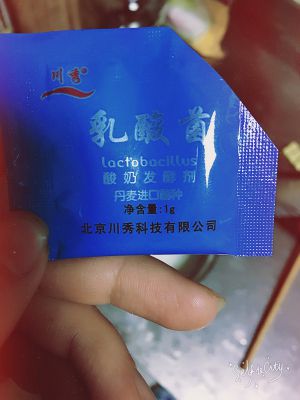 川秀®
乳酸菌
lactobacillus
酸奶发酵剂
丹麦进口菌种
净含量:1g
北京川秀科技有限公司